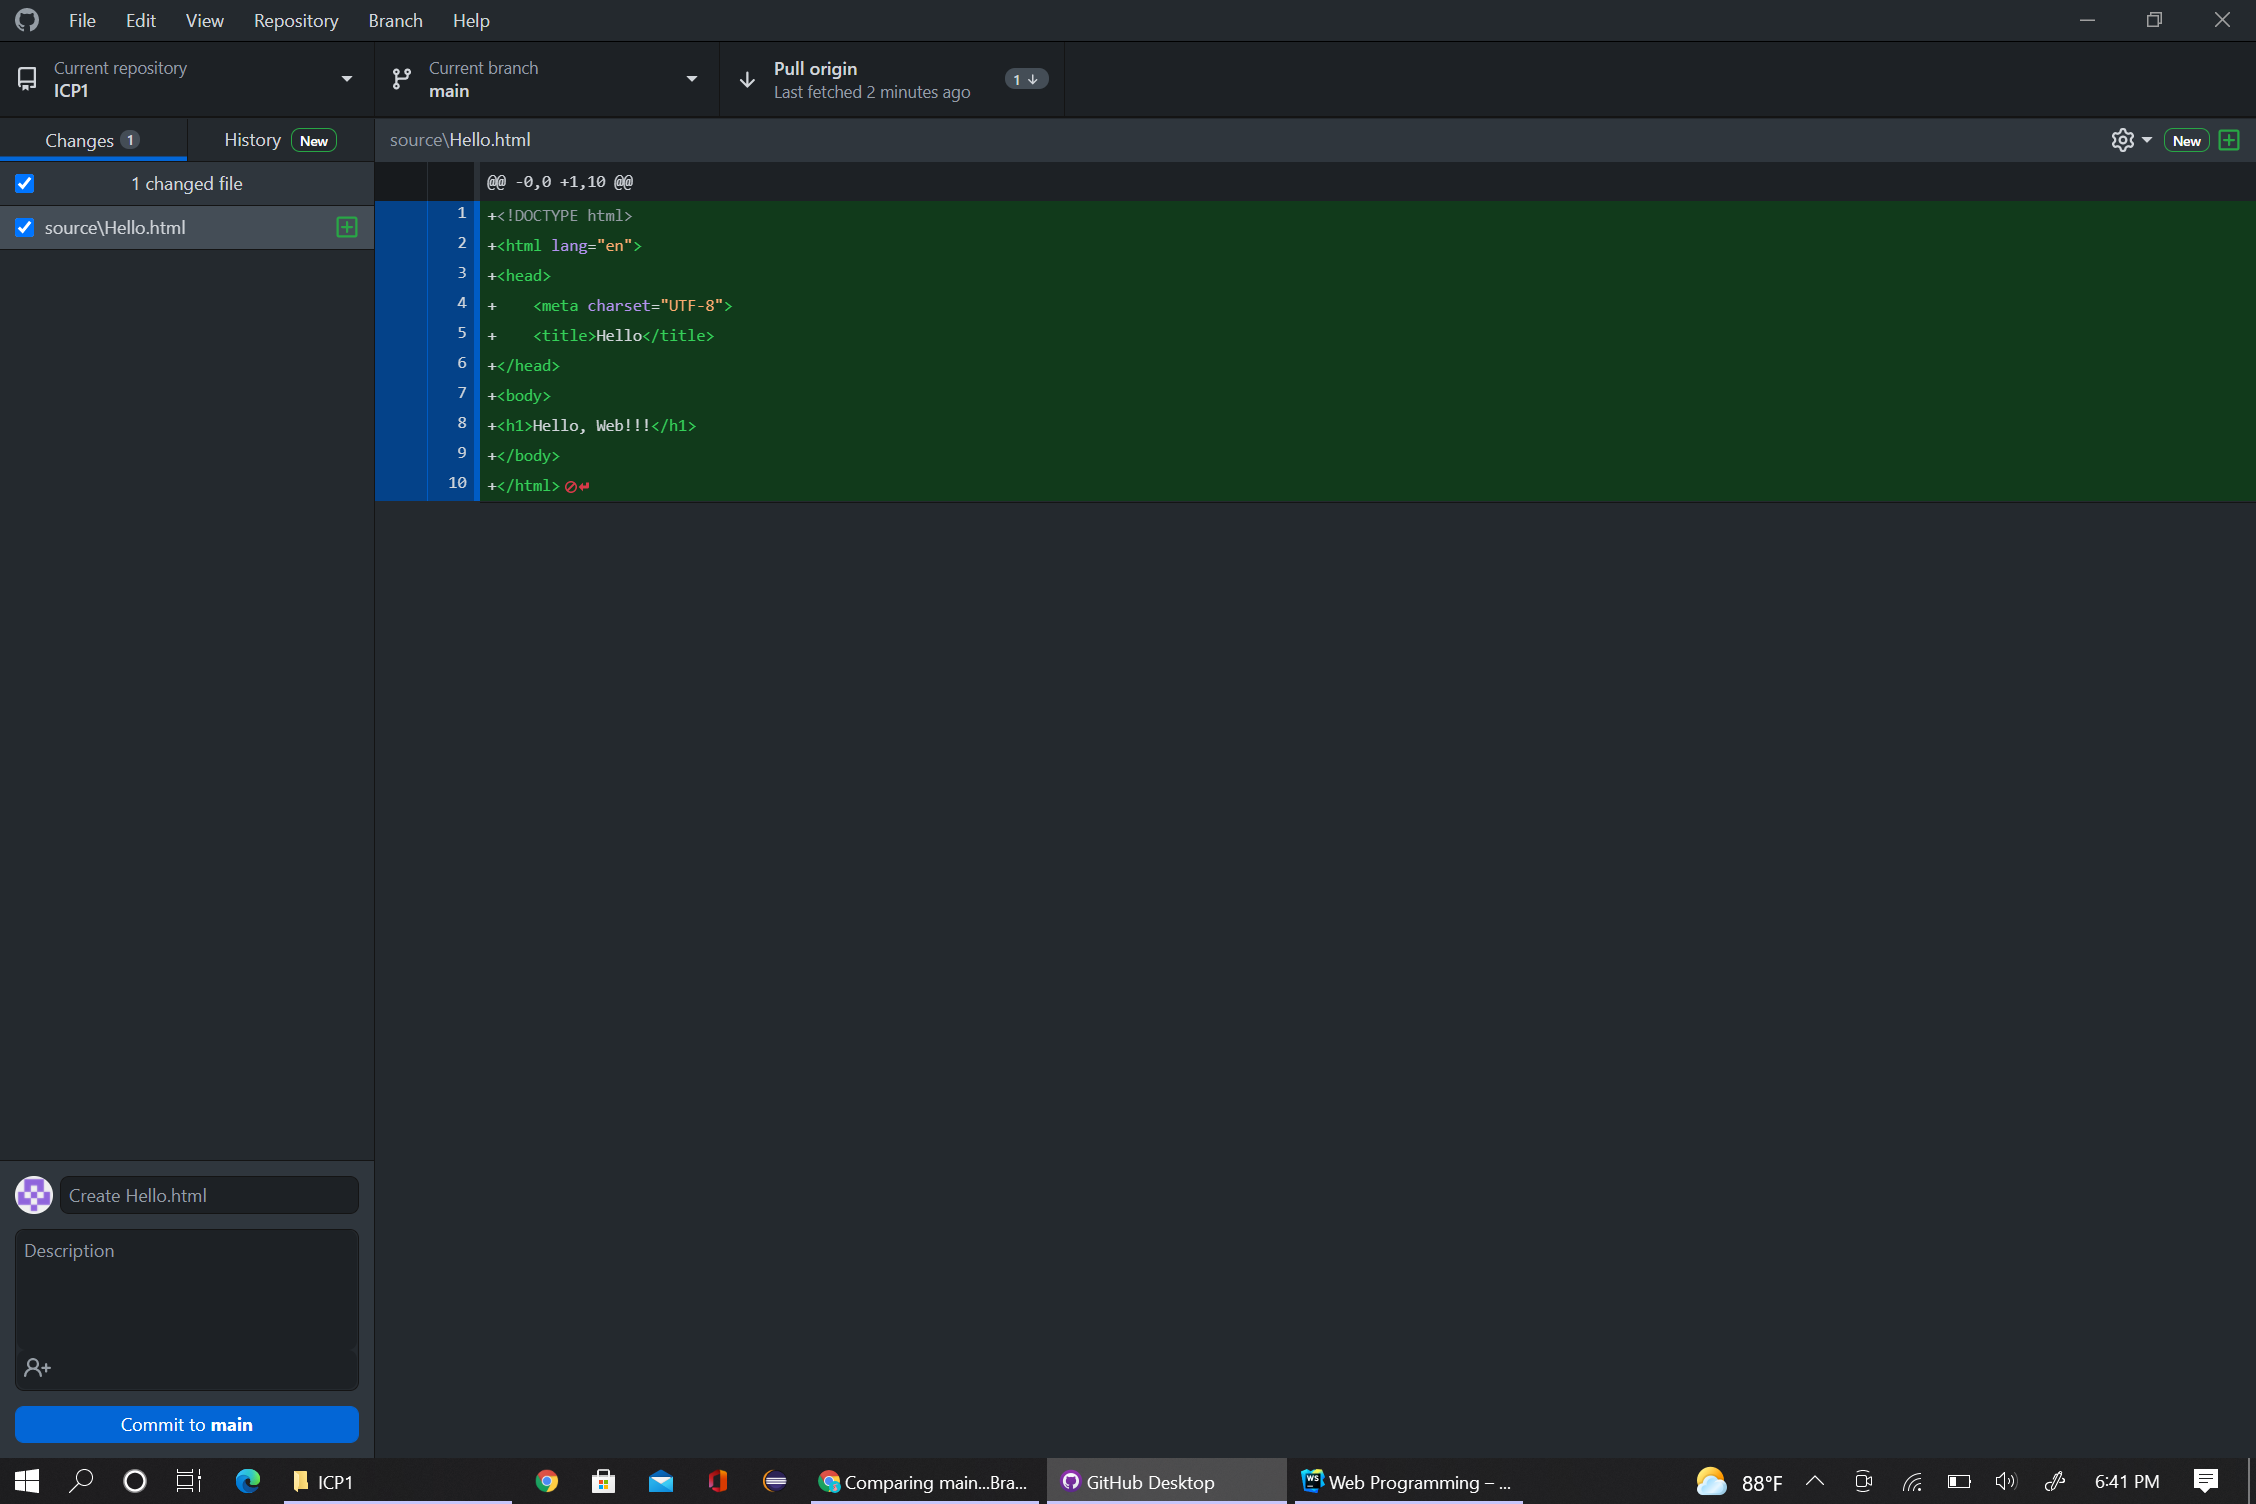 File Edit View Repository Branch Help
Current repository
ICP1
Current branch
main
Pull origin
Last fetched 2 minutes ago
1
Changes 1
History New
source\Hello.html
New
1 changed file
source\Hello.html
@@ -0,0 +1,10 @@
1 +<!DOCTYPE html>
2 +<html lang="en">
3 +<head>
4 +    <meta charset="UTF-8">
5 +    <title>Hello</title>
6 +</head>
7 +<body>
8 +<h1>Hello, Web!!!</h1>
9 +</body>
10 +</html>
Create Hello.html
Description
Commit to main
ICP1
Comparing main...Bra...
GitHub Desktop
WS
Web Programming – ...
88°F
6:41 PM